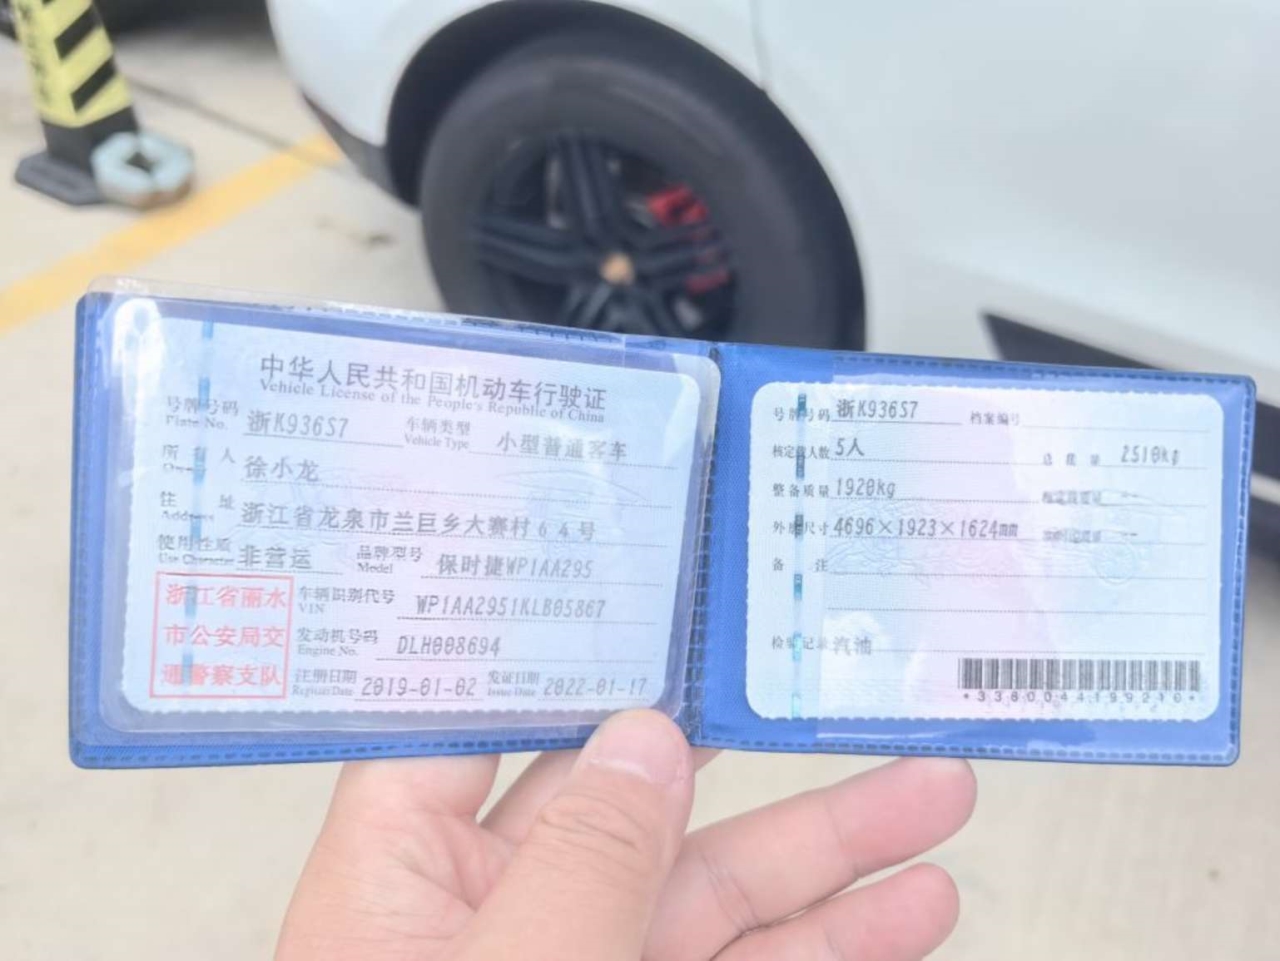 中华人民共和国机动车行驶证
Vehicle License of the People's Republic of China
号牌号码 浙K936S7 车辆类型 小型普通客车
Plate No. Vehicle Type
所有人 徐小龙
住址 浙江省龙泉市兰巨乡大赛村64号
Address
使用性质 非营运 品牌型号 保时捷WP1AA295
Use Character Model
浙江省丽水
市公安局交
通警察支队
车辆识别代号 WP1AA2951KLB05867
VIN
发动机号码 DLH008694
Engine No.
注册日期 2019-01-02 发证日期 2022-01-17
Register Date Issue Date
号牌号码 浙K936S7 档案编号
核定载人数 5人 总质量 2510kg
整备质量 1920kg 核定载质量 --
外廓尺寸 4696×1923×1624mm --
备注
检验记录 汽油
*3380044199210*